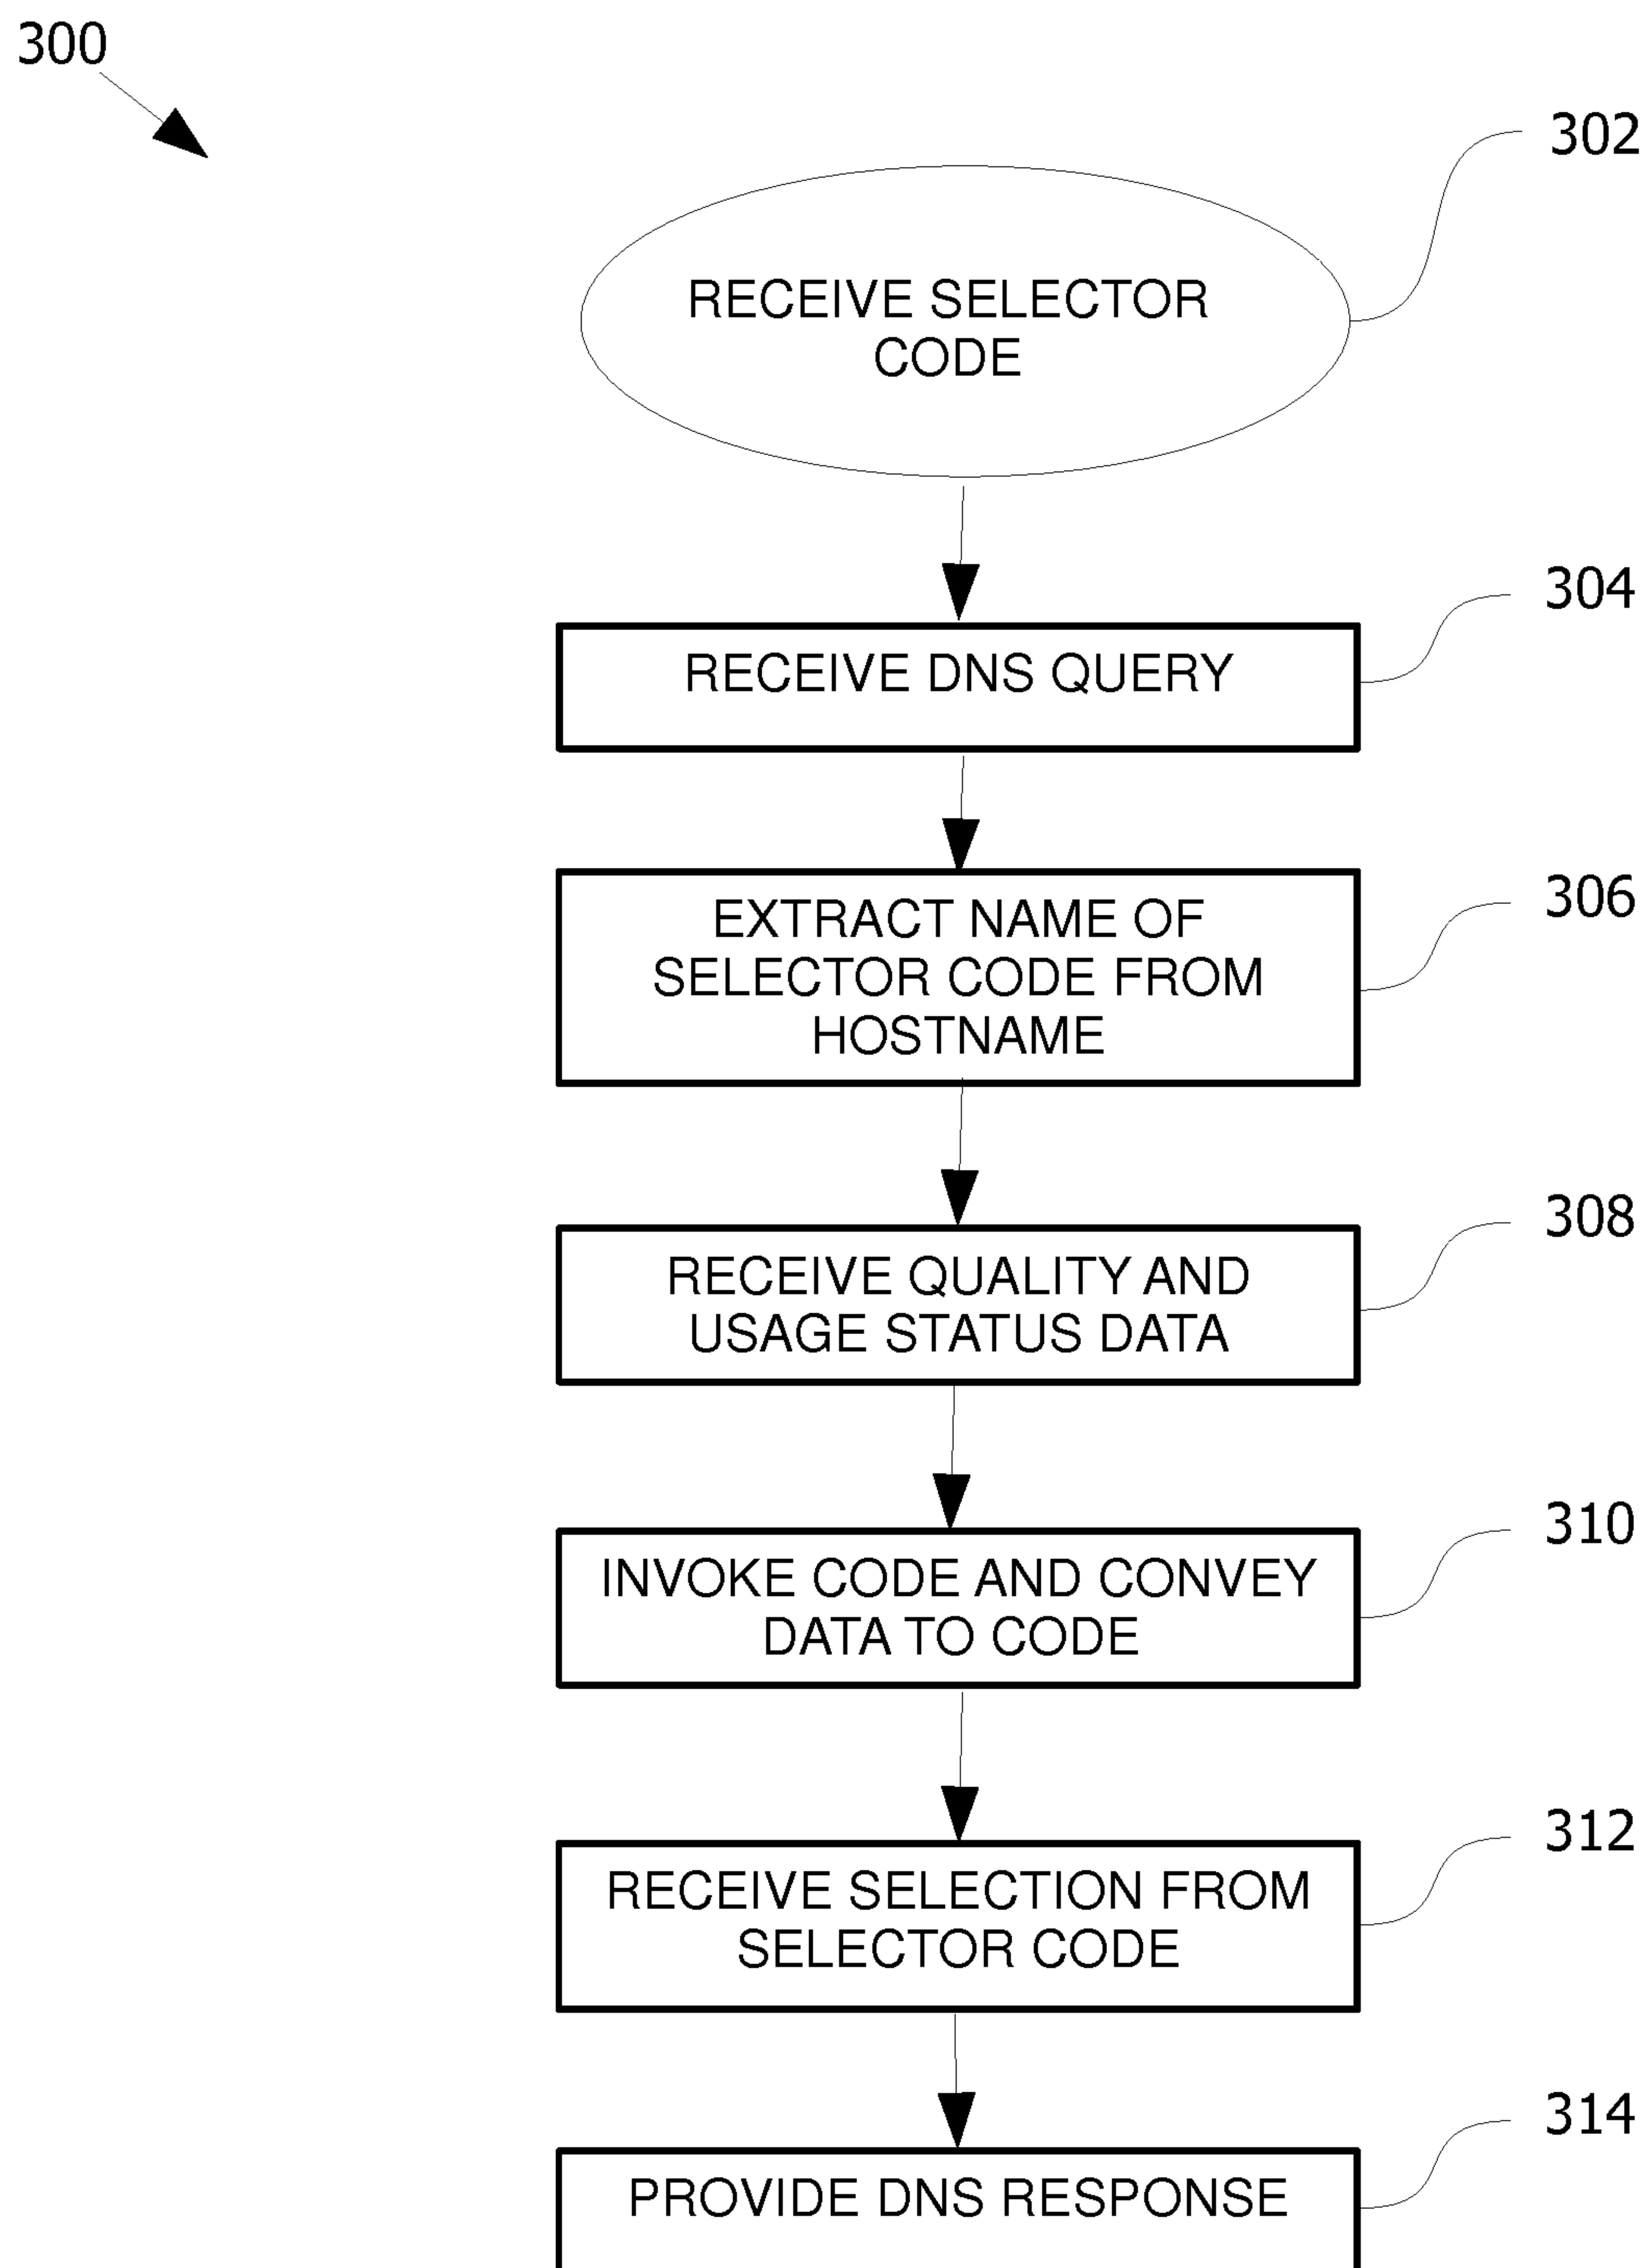 300
302
RECEIVE SELECTOR
CODE
304
RECEIVE DNS QUERY
306
EXTRACT NAME OF
SELECTOR CODE FROM
HOSTNAME
308
RECEIVE QUALITY AND
USAGE STATUS DATA
310
INVOKE CODE AND CONVEY
DATA TO CODE
312
RECEIVE SELECTION FROM
SELECTOR CODE
314
PROVIDE DNS RESPONSE